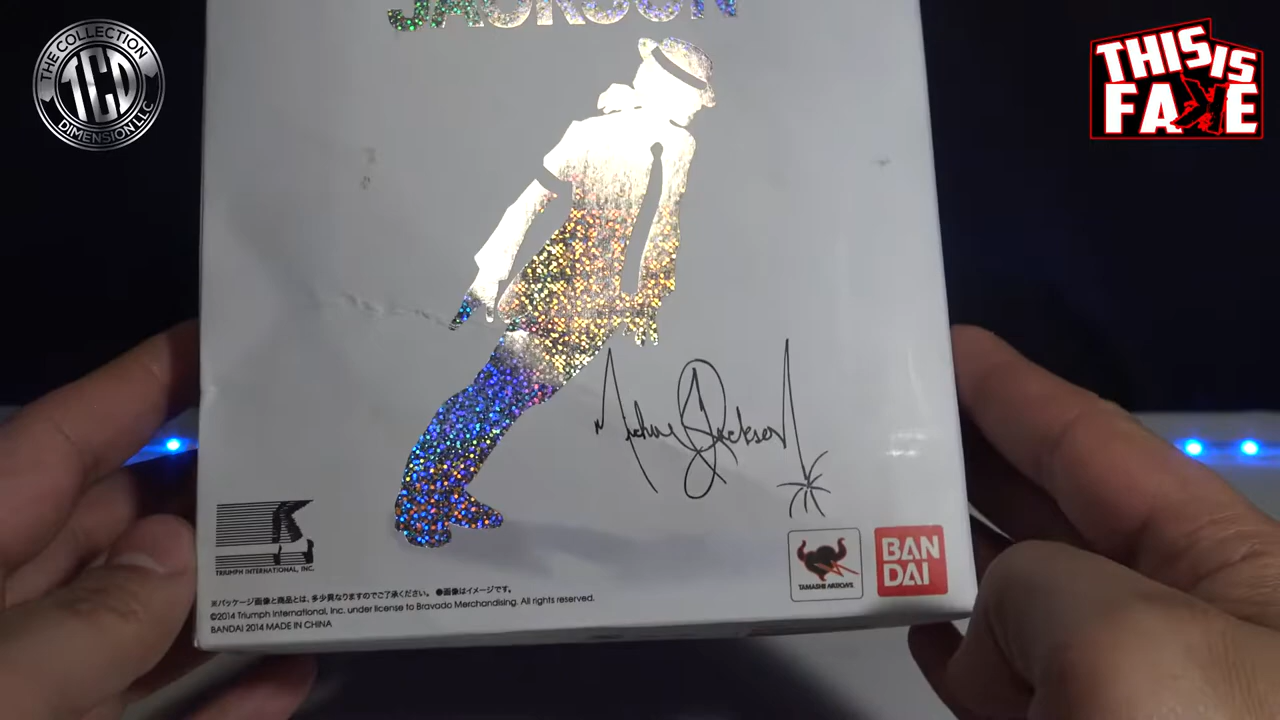 THE COLLECTION
TCD
DIMENSION LLC
THIS IS
FAKE
JACKSON
Michael Jackson
TRIUMPH INTERNATIONAL, INC.
TAMASHII NATIONS
BAN
DAI
※パッケージ画像と商品とは、多少異なりますのでご了承ください。 ●画像はイメージです。
©2014 Triumph International, Inc. under license to Bravado Merchandising. All rights reserved.
BANDAI 2014 MADE IN CHINA